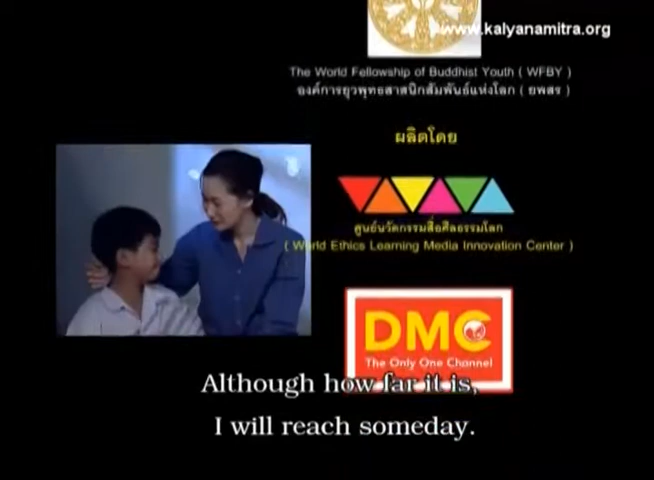 www.kalyanamitra.org
The World Fellowship of Buddhist Youth ( WFBY )
องค์การยุวพุทธศาสนิกสัมพันธ์แห่งโลก ( ยพสล )
ผลิตโดย
ศูนย์นวัตกรรมสื่อศีลธรรมโลก
( World Ethics Learning Media Innovation Center )
DMC
The Only One Channel
Although how far it is,
I will reach someday.